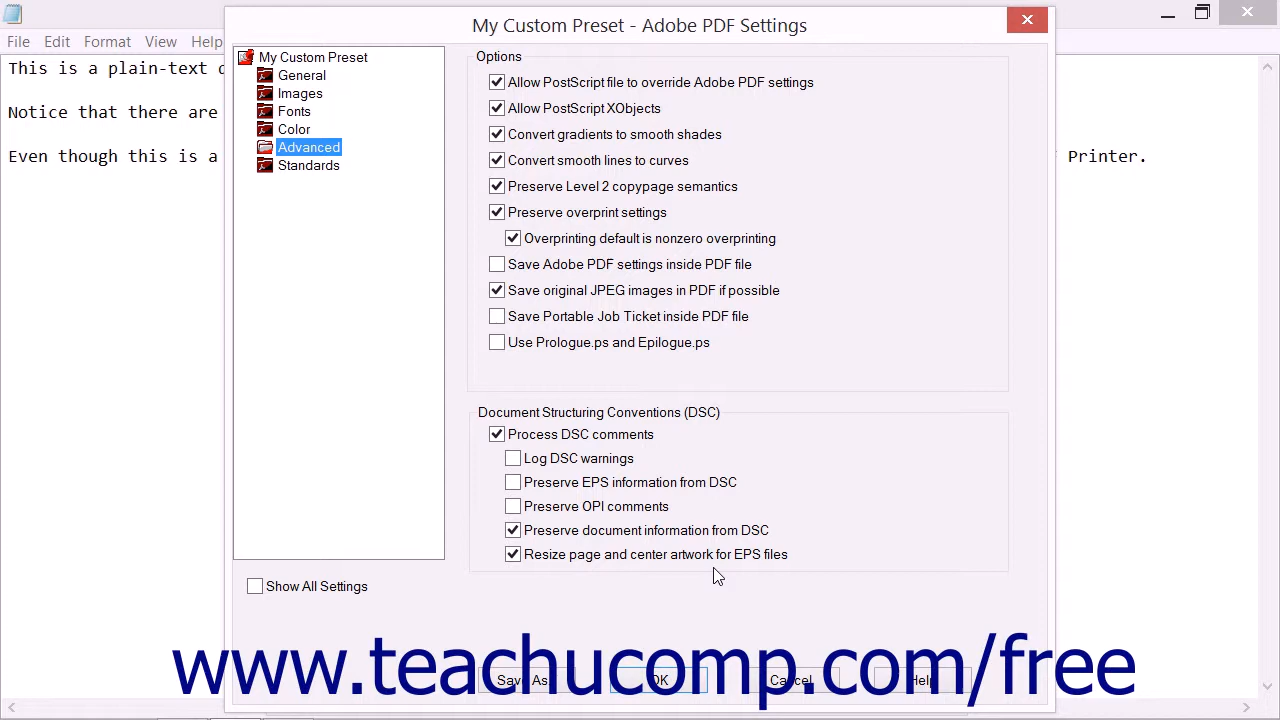 My Custom Preset - Adobe PDF Settings
File Edit Format View Help
This is a plain-text
Notice that there are
Even though this is a
Printer.
My Custom Preset
General
Images
Fonts
Color
Advanced
Standards
Show All Settings
Options
Allow PostScript file to override Adobe PDF settings
Allow PostScript XObjects
Convert gradients to smooth shades
Convert smooth lines to curves
Preserve Level 2 copypage semantics
Preserve overprint settings
Overprinting default is nonzero overprinting
Save Adobe PDF settings inside PDF file
Save original JPEG images in PDF if possible
Save Portable Job Ticket inside PDF file
Use Prologue.ps and Epilogue.ps
Document Structuring Conventions (DSC)
Process DSC comments
Log DSC warnings
Preserve EPS information from DSC
Preserve OPI comments
Preserve document information from DSC
Resize page and center artwork for EPS files
Save As OK Cancel Help
www.teachucomp.com/free